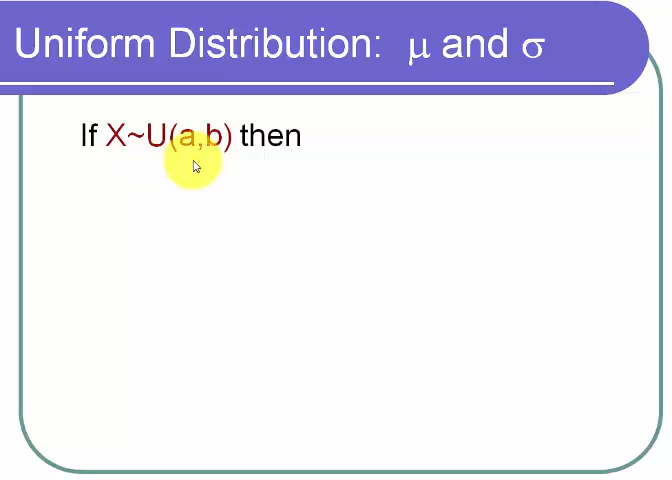 Uniform Distribution: μ and σ
If X~U(a,b) then